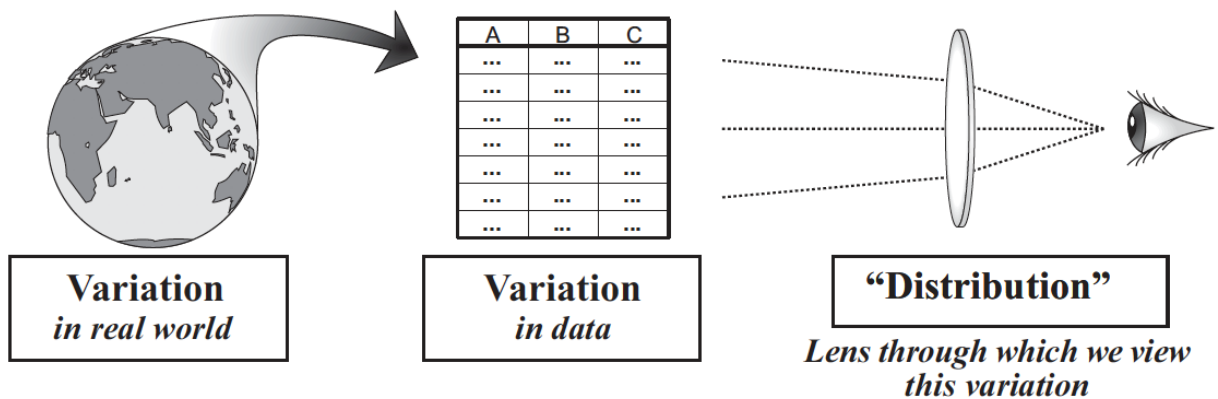 A B C
... ... ...
... ... ...
... ... ...
... ... ...
... ... ...
... ... ...
... ... ...
Variation
in real world
Variation
in data
“Distribution”
Lens through which we view
this variation